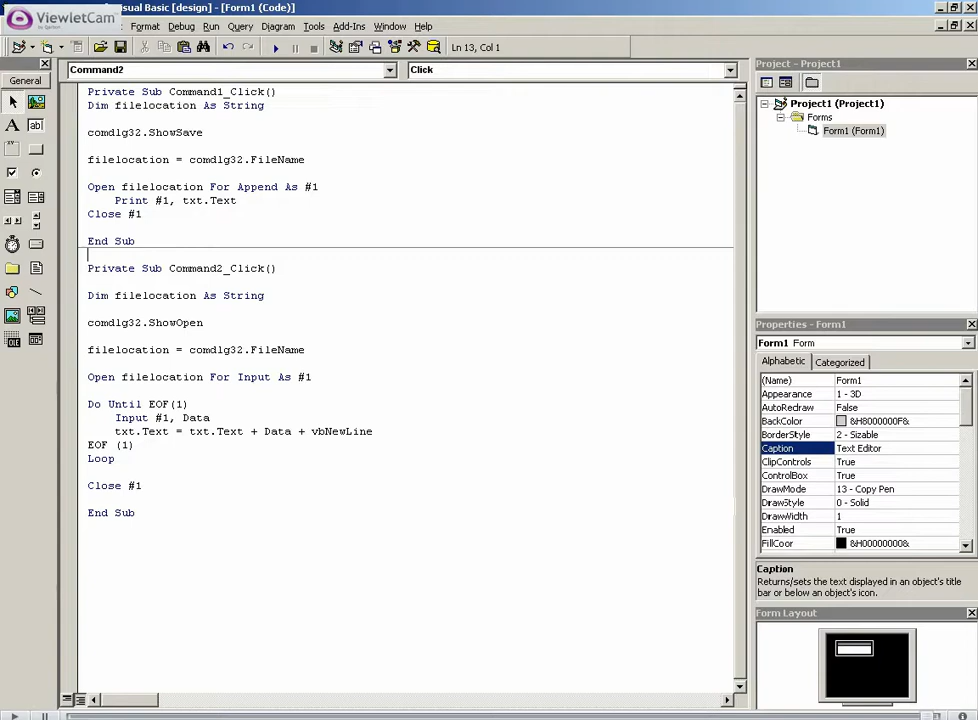 ViewletCam
sual Basic [design] - [Form1 (Code)]
Format Debug Run Query Diagram Tools Add-Ins Window Help
Ln 13, Col 1
General
A
ab|
OLE
Command2
Click
Private Sub Command1_Click()
Dim filelocation As String
comdlg32.ShowSave
filelocation = comdlg32.FileName
Open filelocation For Append As #1
Print #1, txt.Text
Close #1
End Sub
Private Sub Command2_Click()
Dim filelocation As String
comdlg32.ShowOpen
filelocation = comdlg32.FileName
Open filelocation For Input As #1
Do Until EOF(1)
Input #1, Data
txt.Text = txt.Text + Data + vbNewLine
EOF (1)
Loop
Close #1
End Sub
Project - Project1
Project1 (Project1)
Forms
Form1 (Form1)
Properties - Form1
Form1 Form
Alphabetic Categorized
(Name) Form1
Appearance 1 - 3D
AutoRedraw False
BackColor &H8000000F&
BorderStyle 2 - Sizable
Caption Text Editor
ClipControls True
ControlBox True
DrawMode 13 - Copy Pen
DrawStyle 0 - Solid
DrawWidth 1
Enabled True
FillColor &H00000000&
Caption
Returns/sets the text displayed in an object's title
bar or below an object's icon.
Form Layout